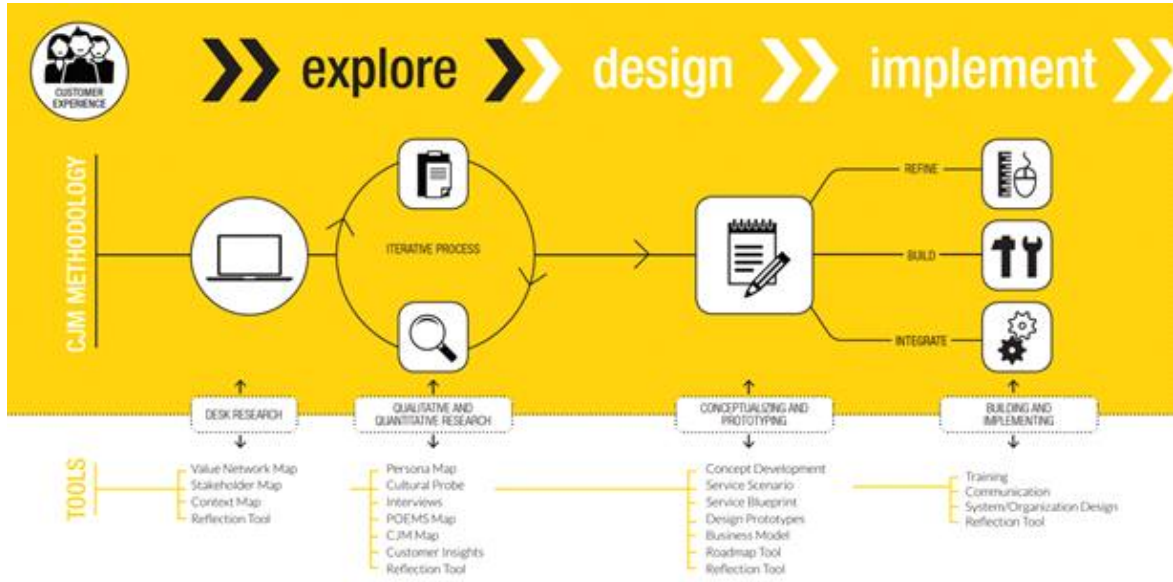 CUSTOMER
EXPERIENCE
explore
design
implement
CJM METHODOLOGY
ITERATIVE PROCESS
REFINE
BUILD
INTEGRATE
DESK RESEARCH
QUALITATIVE AND
QUANTITATIVE RESEARCH
CONCEPTUALIZING AND
PROTOTYPING
BUILDING AND
IMPLEMENTING
TOOLS
Value Network Map
Stakeholder Map
Context Map
Reflection Tool
Persona Map
Cultural Probe
Interviews
POEMS Map
CJM Map
Customer Insights
Reflection Tool
Concept Development
Service Scenario
Service Blueprint
Design Prototypes
Business Model
Roadmap Tool
Reflection Tool
Training
Communication
System/Organization Design
Reflection Tool